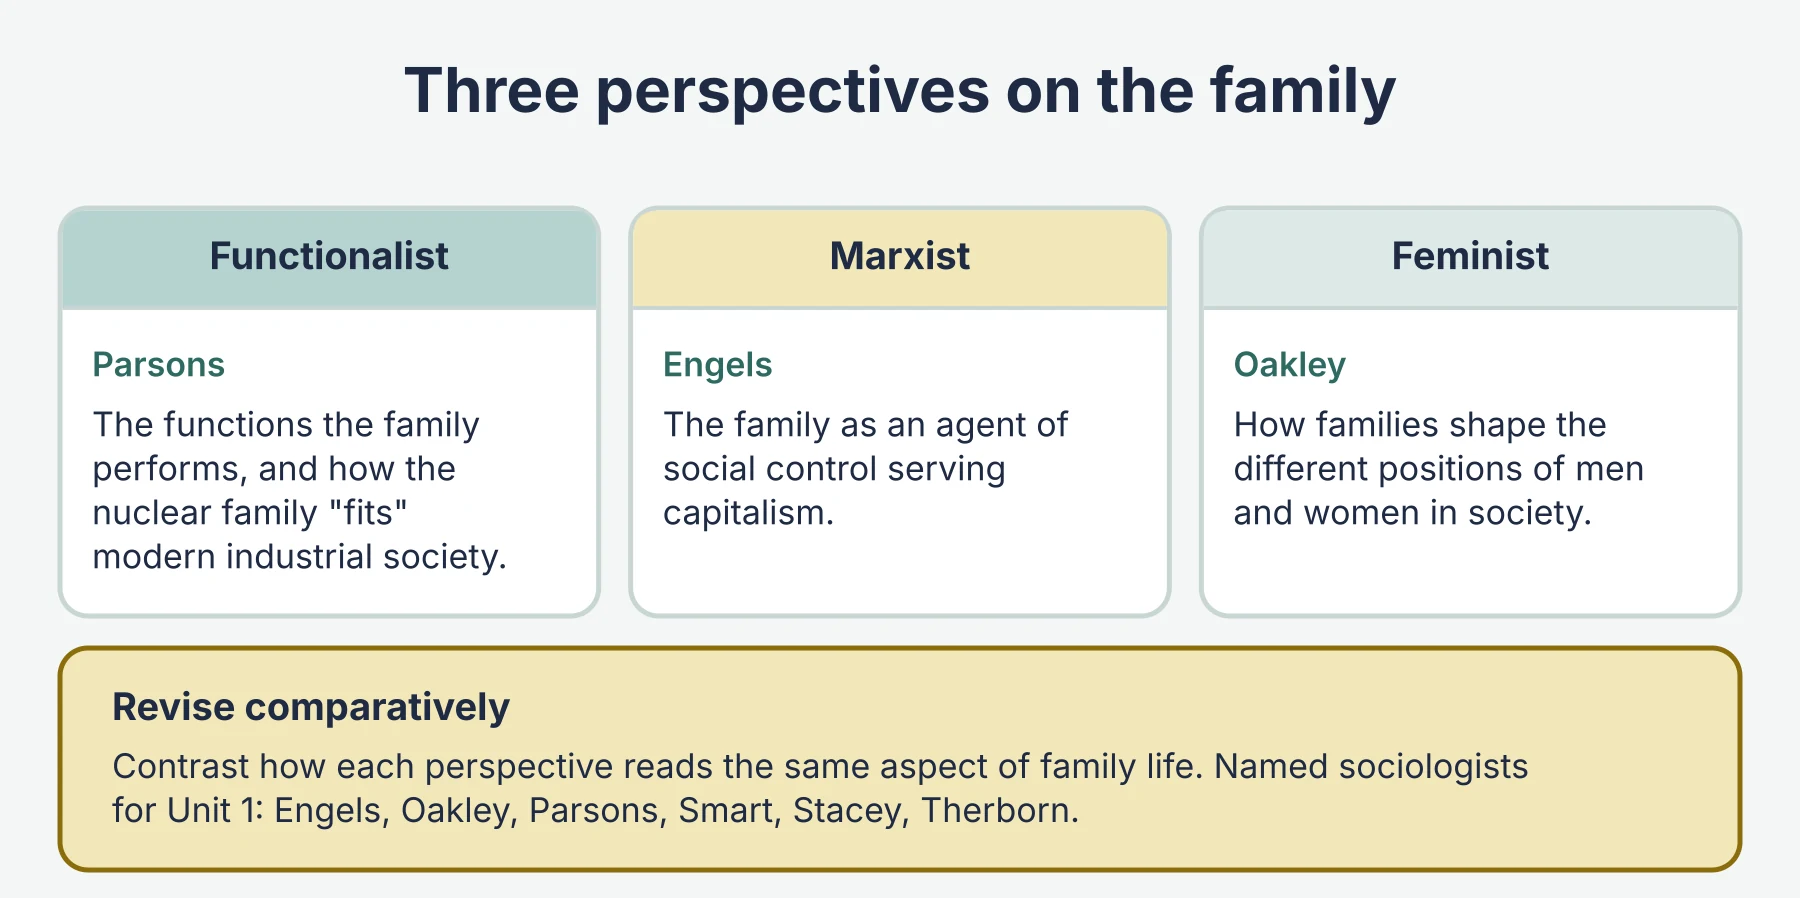 Three perspectives on the family
Functionalist
Parsons
The functions the family
performs, and how the
nuclear family "fits"
modern industrial society.
Marxist
Engels
The family as an agent of
social control serving
capitalism.
Feminist
Oakley
How families shape the
different positions of men
and women in society.
Revise comparatively
Contrast how each perspective reads the same aspect of family life. Named sociologists
for Unit 1: Engels, Oakley, Parsons, Smart, Stacey, Therborn.